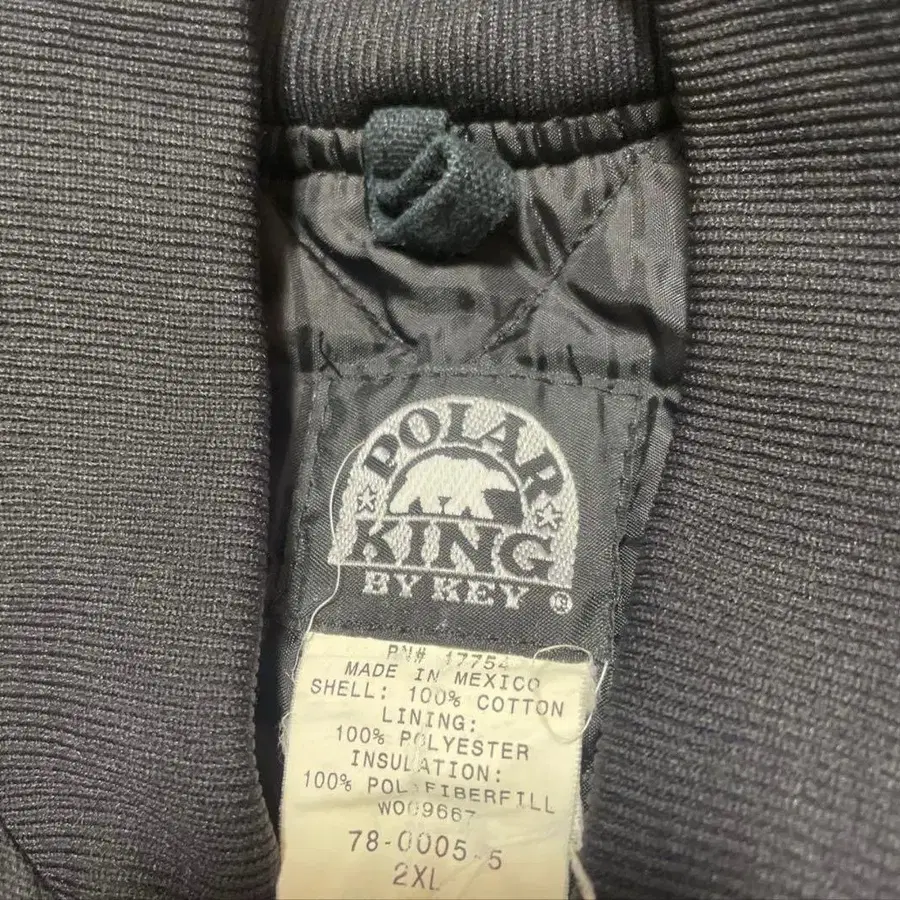 POLAR
KING
BY KEY ®
RN# 17754
MADE IN MEXICO
SHELL: 100% COTTON
LINING:
100% POLYESTER
INSULATION:
100% POLYFIBERFILL
WO09667
78-0005-5
2XL